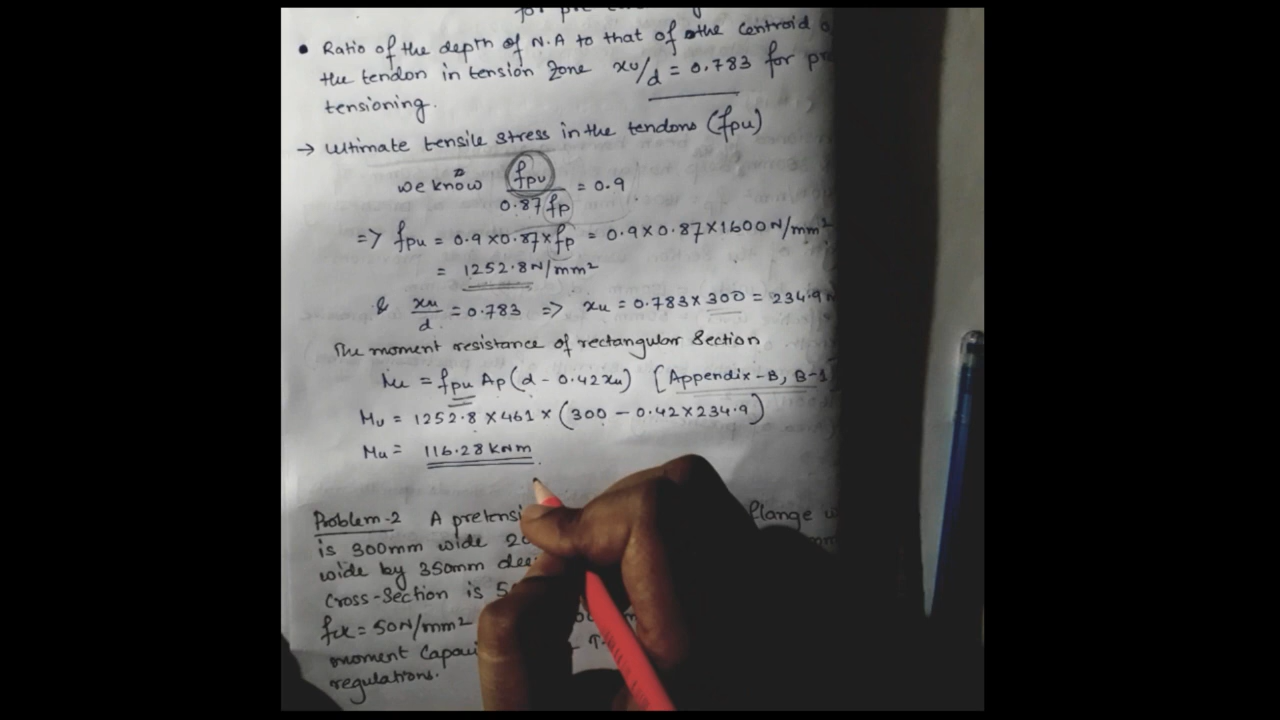 for pre
• Ratio of the depth of N.A to that of the centroid
the tendon in tension zone xu/d = 0.783 for
tensioning.
→ Ultimate tensile stress in the tendons (fpu)
we know fpu / 0.87 fp = 0.9
=> fpu = 0.9 × 0.87 × fp = 0.9 × 0.87 × 1600 N/mm²
= 1252.8 N/mm²
& xu/d = 0.783 => xu = 0.783 × 300 = 234.9
The moment resistance of rectangular Section
Mu = fpu Ap (d - 0.42 xu) [Appendix-B, B-1
Mu = 1252.8 × 461 × (300 - 0.42 × 234.9)
Mu = 116.28 kNm
Problem-2 A pretensi flange
is 300mm wide 20
wide by 350mm dee
Cross-Section is
fck = 50N/mm²
moment Capaci
regulations.